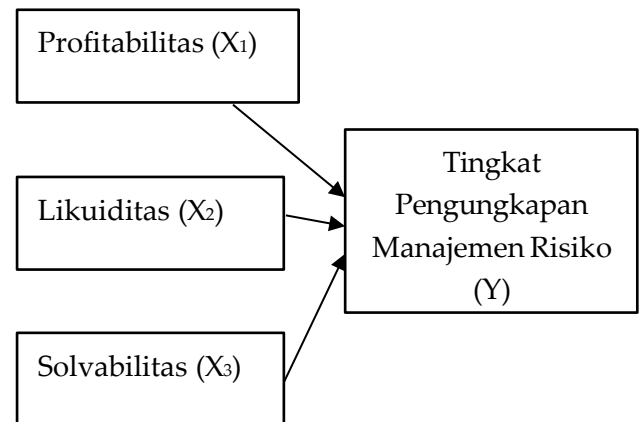 Profitabilitas (X₁)
Likuiditas (X₂)
Solvabilitas (X₃)
Tingkat
Pengungkapan
Manajemen Risiko
(Y)